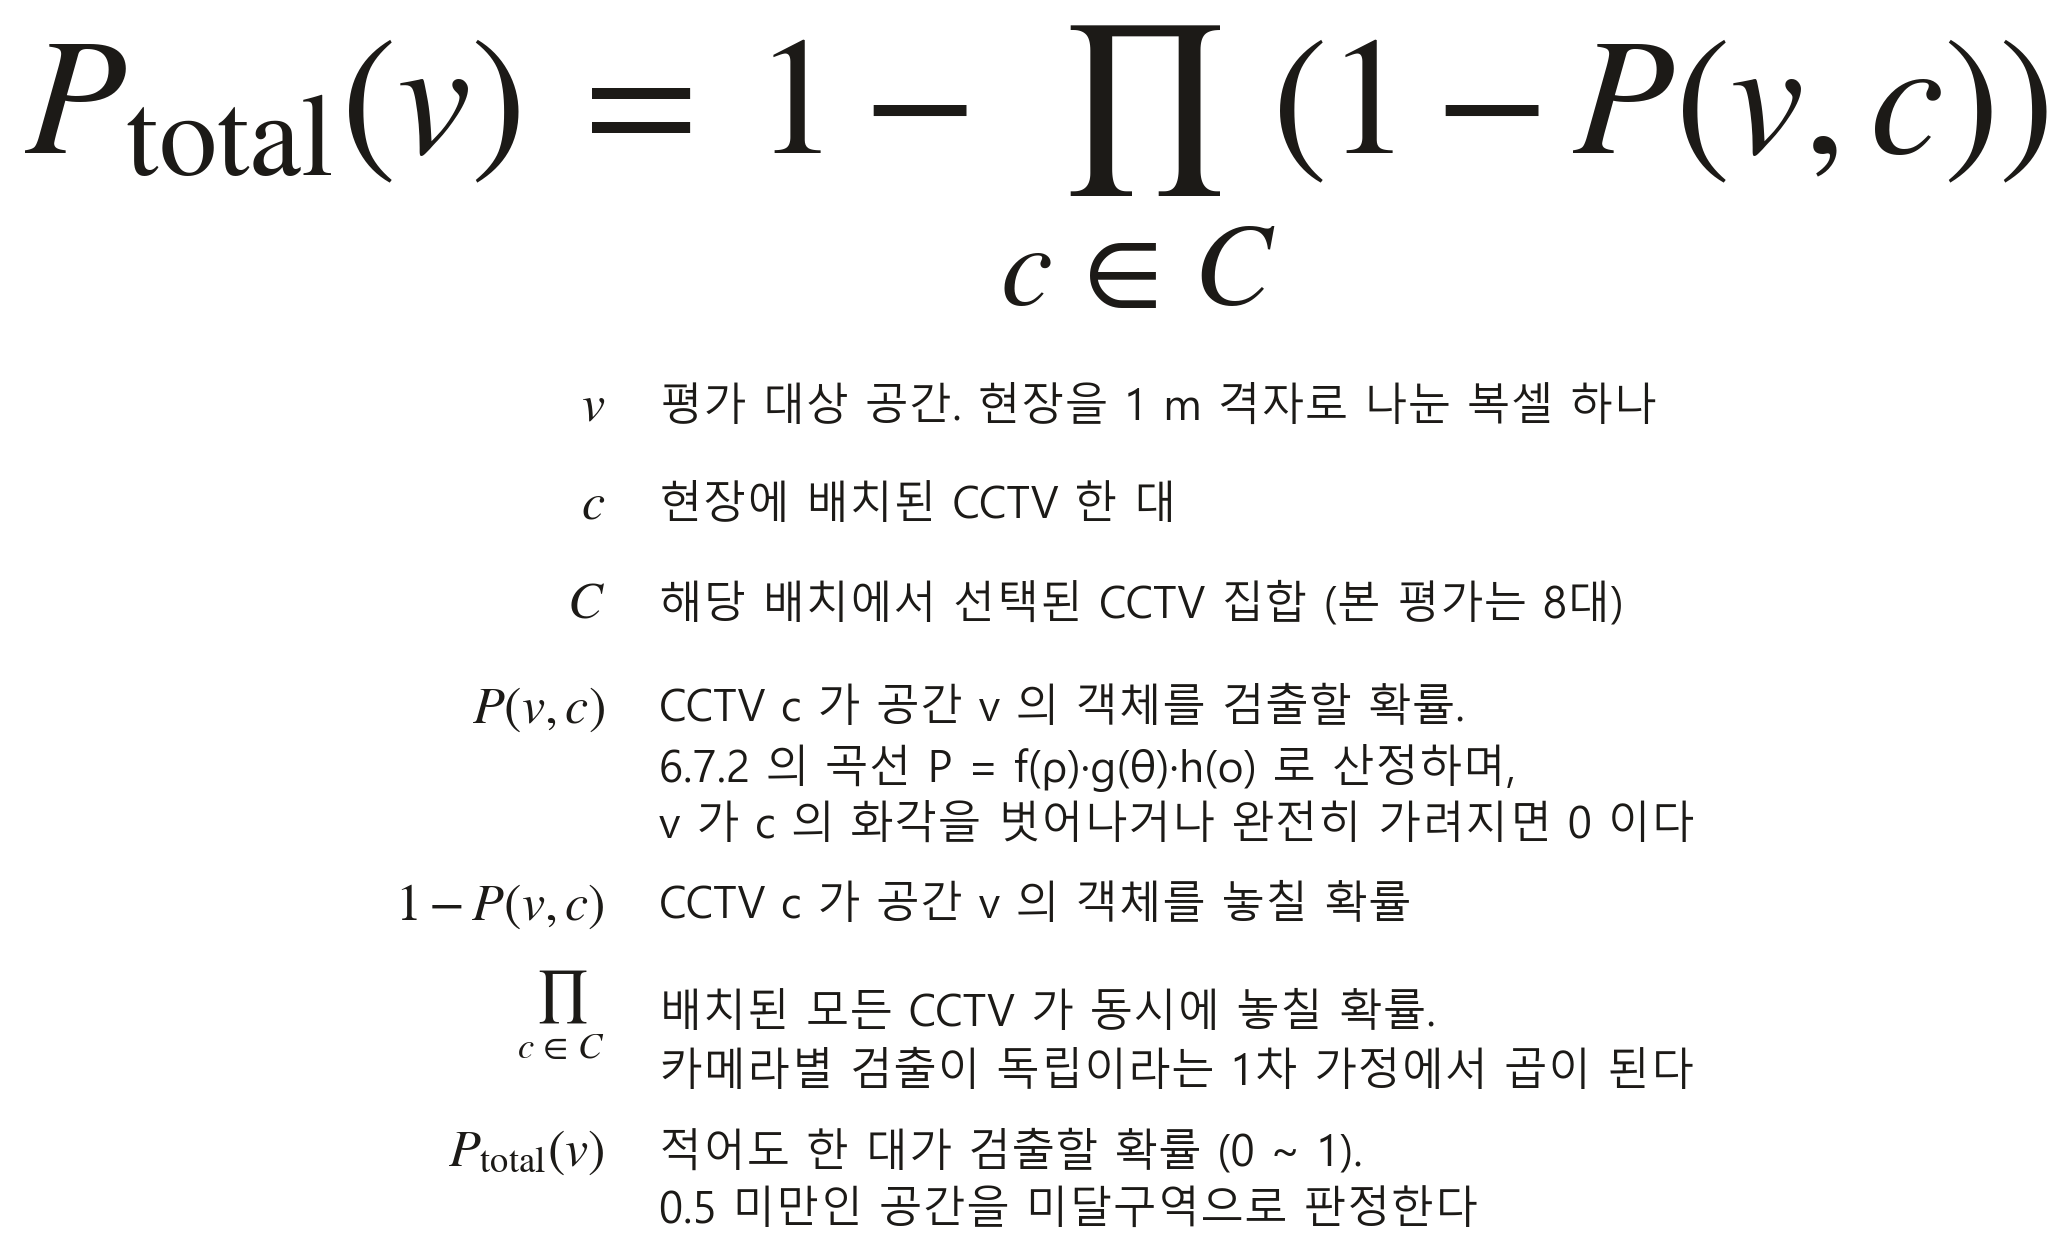 P_total(v) = 1 − ∏_{c ∈ C} (1 − P(v, c))
v 평가 대상 공간. 현장을 1 m 격자로 나눈 복셀 하나
c 현장에 배치된 CCTV 한 대
C 해당 배치에서 선택된 CCTV 집합 (본 평가는 8대)
P(v, c) CCTV c 가 공간 v 의 객체를 검출할 확률.
6.7.2 의 곡선 P = f(ρ)·g(θ)·h(o) 로 산정하며,
v 가 c 의 화각을 벗어나거나 완전히 가려지면 0 이다
1 − P(v, c) CCTV c 가 공간 v 의 객체를 놓칠 확률
∏_{c ∈ C} 배치된 모든 CCTV 가 동시에 놓칠 확률.
카메라별 검출이 독립이라는 1차 가정에서 곱이 된다
P_total(v) 적어도 한 대가 검출할 확률 (0 ~ 1).
0.5 미만인 공간을 미달구역으로 판정한다